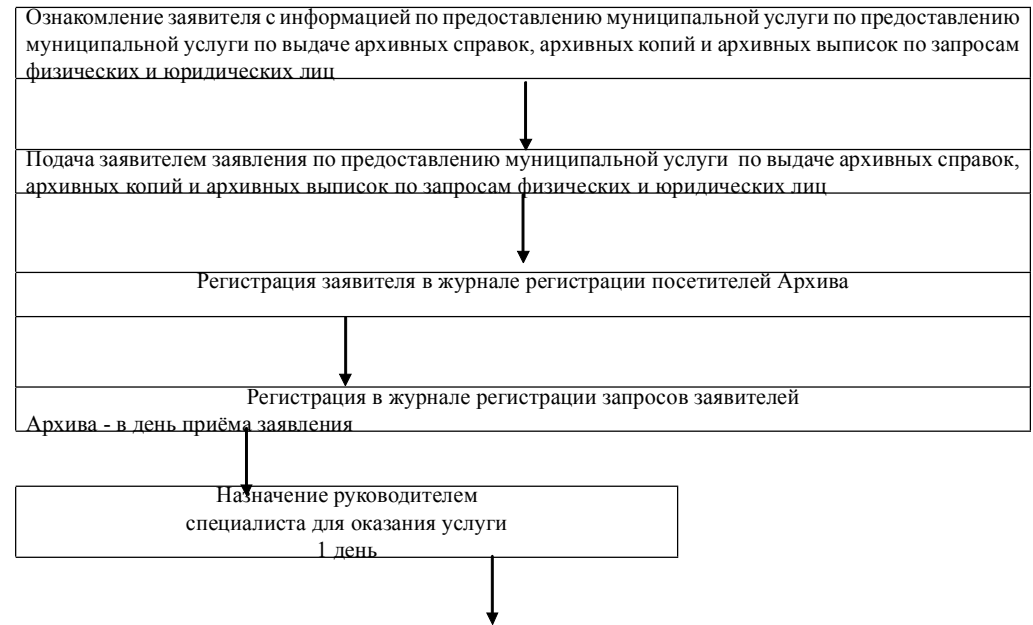 Ознакомление заявителя с информацией по предоставлению муниципальной услуги по предоставлению
муниципальной услуги по выдаче архивных справок, архивных копий и архивных выписок по запросам
физических и юридических лиц
Подача заявителем заявления по предоставлению муниципальной услуги по выдаче архивных справок,
архивных копий и архивных выписок по запросам физических и юридических лиц
Регистрация заявителя в журнале регистрации посетителей Архива
Регистрация в журнале регистрации запросов заявителей
Архива - в день приёма заявления
Назначение руководителем
специалиста для оказания услуги
1 день